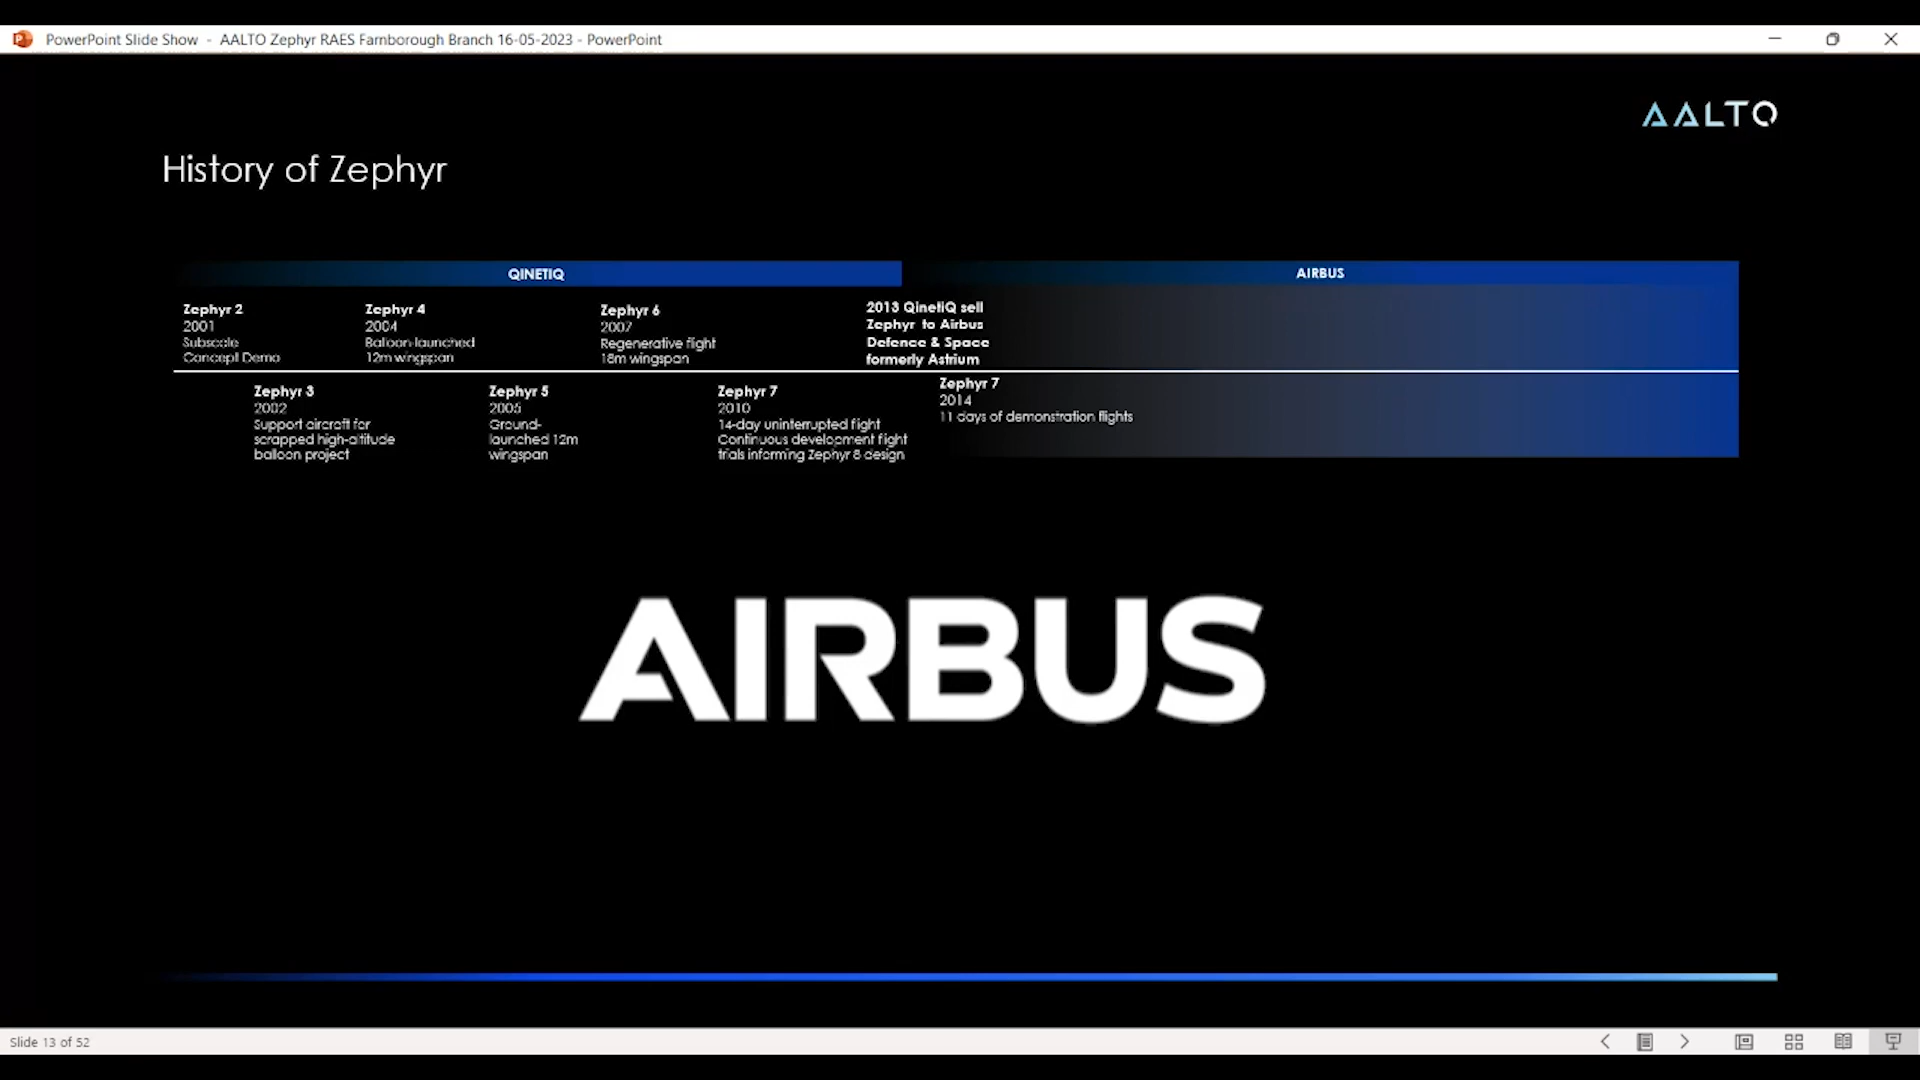 PowerPoint Slide Show - AALTO Zephyr RAES Farnborough Branch 16-05-2023 - PowerPoint
AALTO
History of Zephyr
QINETIQ
AIRBUS
Zephyr 2
2001
Subscale
Concept Demo
Zephyr 4
2004
Balloon-launched
12m wingspan
Zephyr 6
2007
Regenerative flight
18m wingspan
2013 QinetiQ sell
Zephyr to Airbus
Defence & Space
formerly Astrium
Zephyr 3
2002
Support aircraft for
scrapped high-altitude
balloon project
Zephyr 5
2005
Ground-
launched 12m
wingspan
Zephyr 7
2010
14-day uninterrupted flight
Continuous development flight
trials informing Zephyr 8 design
Zephyr 7
2014
11 days of demonstration flights
AIRBUS
Slide 13 of 52